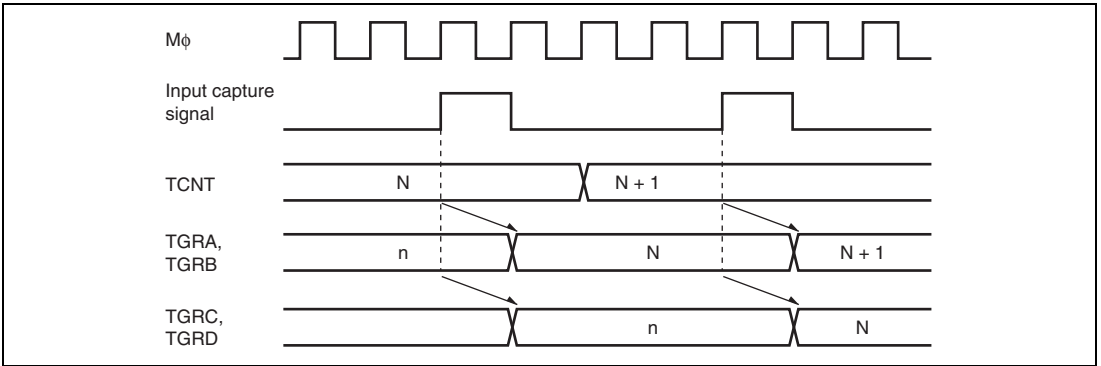 Mϕ
Input capture
signal
TCNT
N
N + 1
TGRA,
TGRB
n
N
N + 1
TGRC,
TGRD
n
N